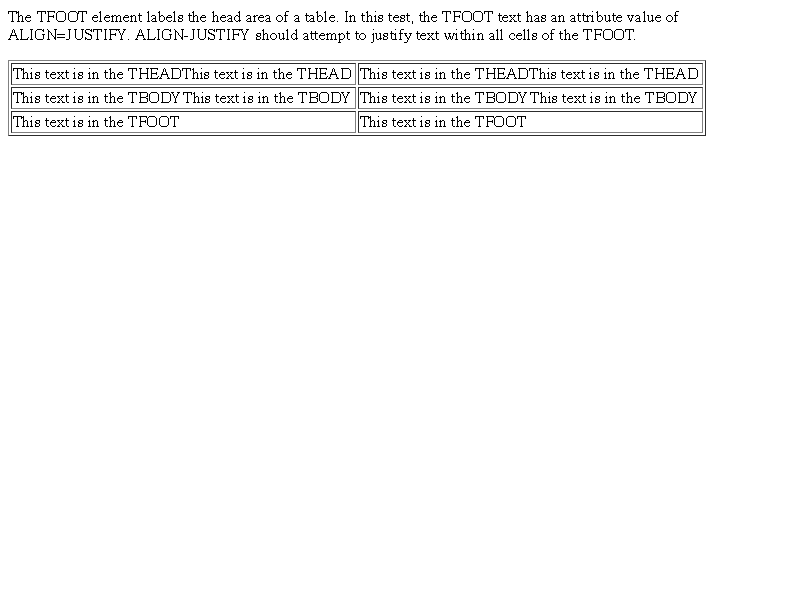 The TFOOT element labels the head area of a table. In this test, the TFOOT text has an attribute value of
ALIGN=JUSTIFY. ALIGN-JUSTIFY should attempt to justify text within all cells of the TFOOT.
This text is in the THEADThis text is in the THEAD This text is in the THEADThis text is in the THEAD
This text is in the TBODY This text is in the TBODY This text is in the TBODY This text is in the TBODY
This text is in the TFOOT This text is in the TFOOT